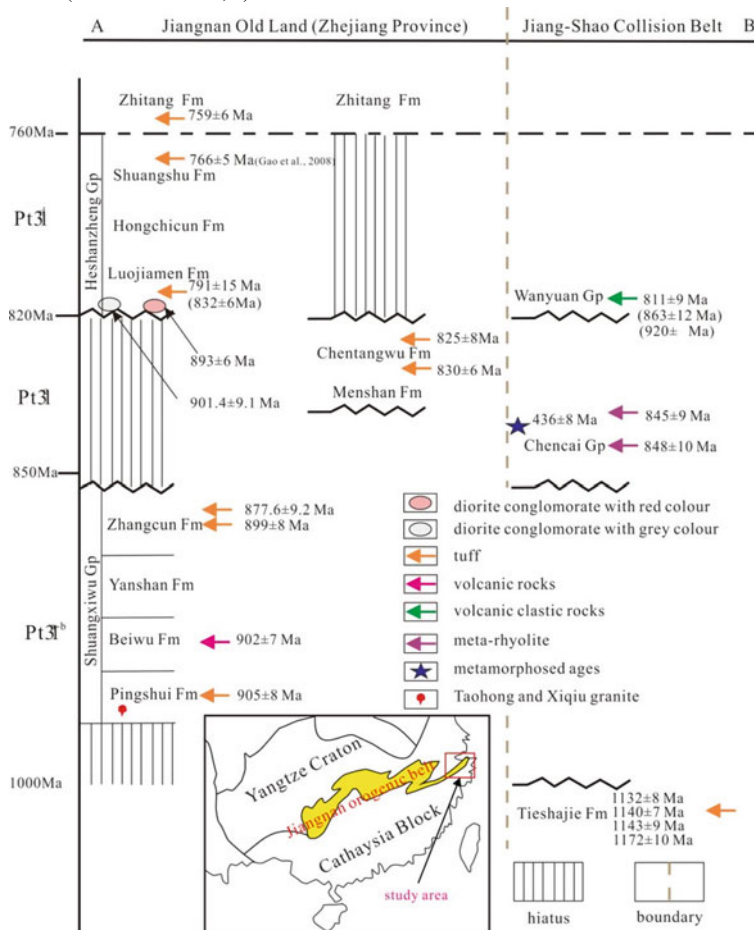 A Jiangnan Old Land (Zhejiang Province) Jiang-Shao Collision Belt B
Zhitang Fm
759±6 Ma
Zhitang Fm
760Ma
766±5 Ma(Gao et al., 2008)
Shuangshu Fm
Heshanzheng Gp
Hongchicun Fm
Luojiamen Fm
791±15 Ma
(832±6Ma)
Wanyuan Gp
811±9 Ma
(863±12 Ma)
(920± Ma)
820Ma
825±8Ma
893±6 Ma
Chentangwu Fm
830±6 Ma
901.4±9.1 Ma
Menshan Fm
436±8 Ma
845±9 Ma
Chencai Gp
848±10 Ma
850Ma
877.6±9.2 Ma
Zhangcun Fm
899±8 Ma
Shuangxiwu Gp
Yanshan Fm
Beiwu Fm
902±7 Ma
Pingshui Fm
905±8 Ma
diorite conglomorate with red colour
diorite conglomorate with grey colour
tuff
volcanic rocks
volcanic clastic rocks
meta-rhyolite
metamorphosed ages
Taohong and Xiqiu granite
1000Ma
Yangtze Craton
Jiangnan orogenic belt
Cathaysia Block
study area
Tieshajie Fm
1132±8 Ma
1140±7 Ma
1143±9 Ma
1172±10 Ma
hiatus
boundary